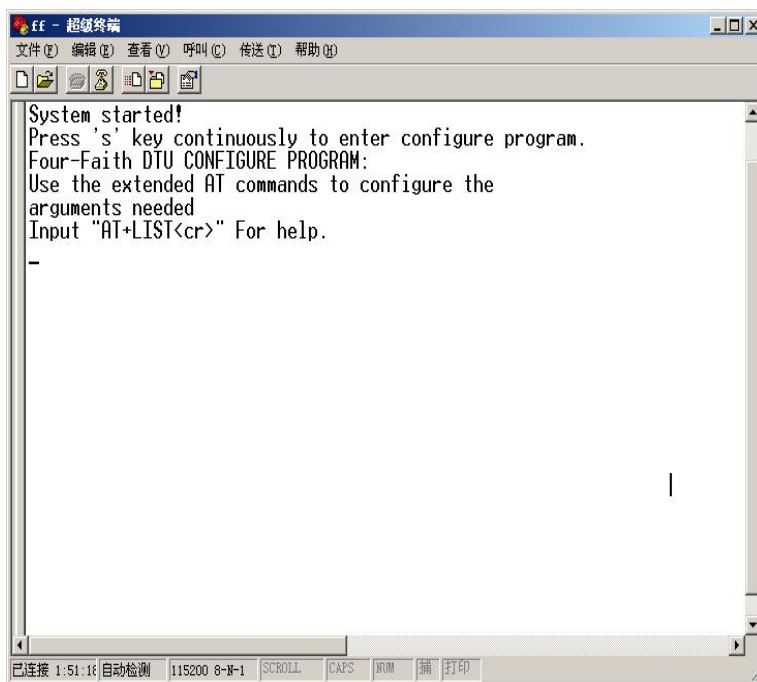 ff - 超级终端
文件(F) 编辑(E) 查看(V) 呼叫(C) 传送(T) 帮助(H)
System started!
Press 's' key continuously to enter configure program.
Four-Faith DTU CONFIGURE PROGRAM:
Use the extended AT commands to configure the
arguments needed
Input "AT+LIST<cr>" For help.
已连接 1:51:18 自动检测 115200 8-N-1 SCROLL CAPS NUM 捕 打印